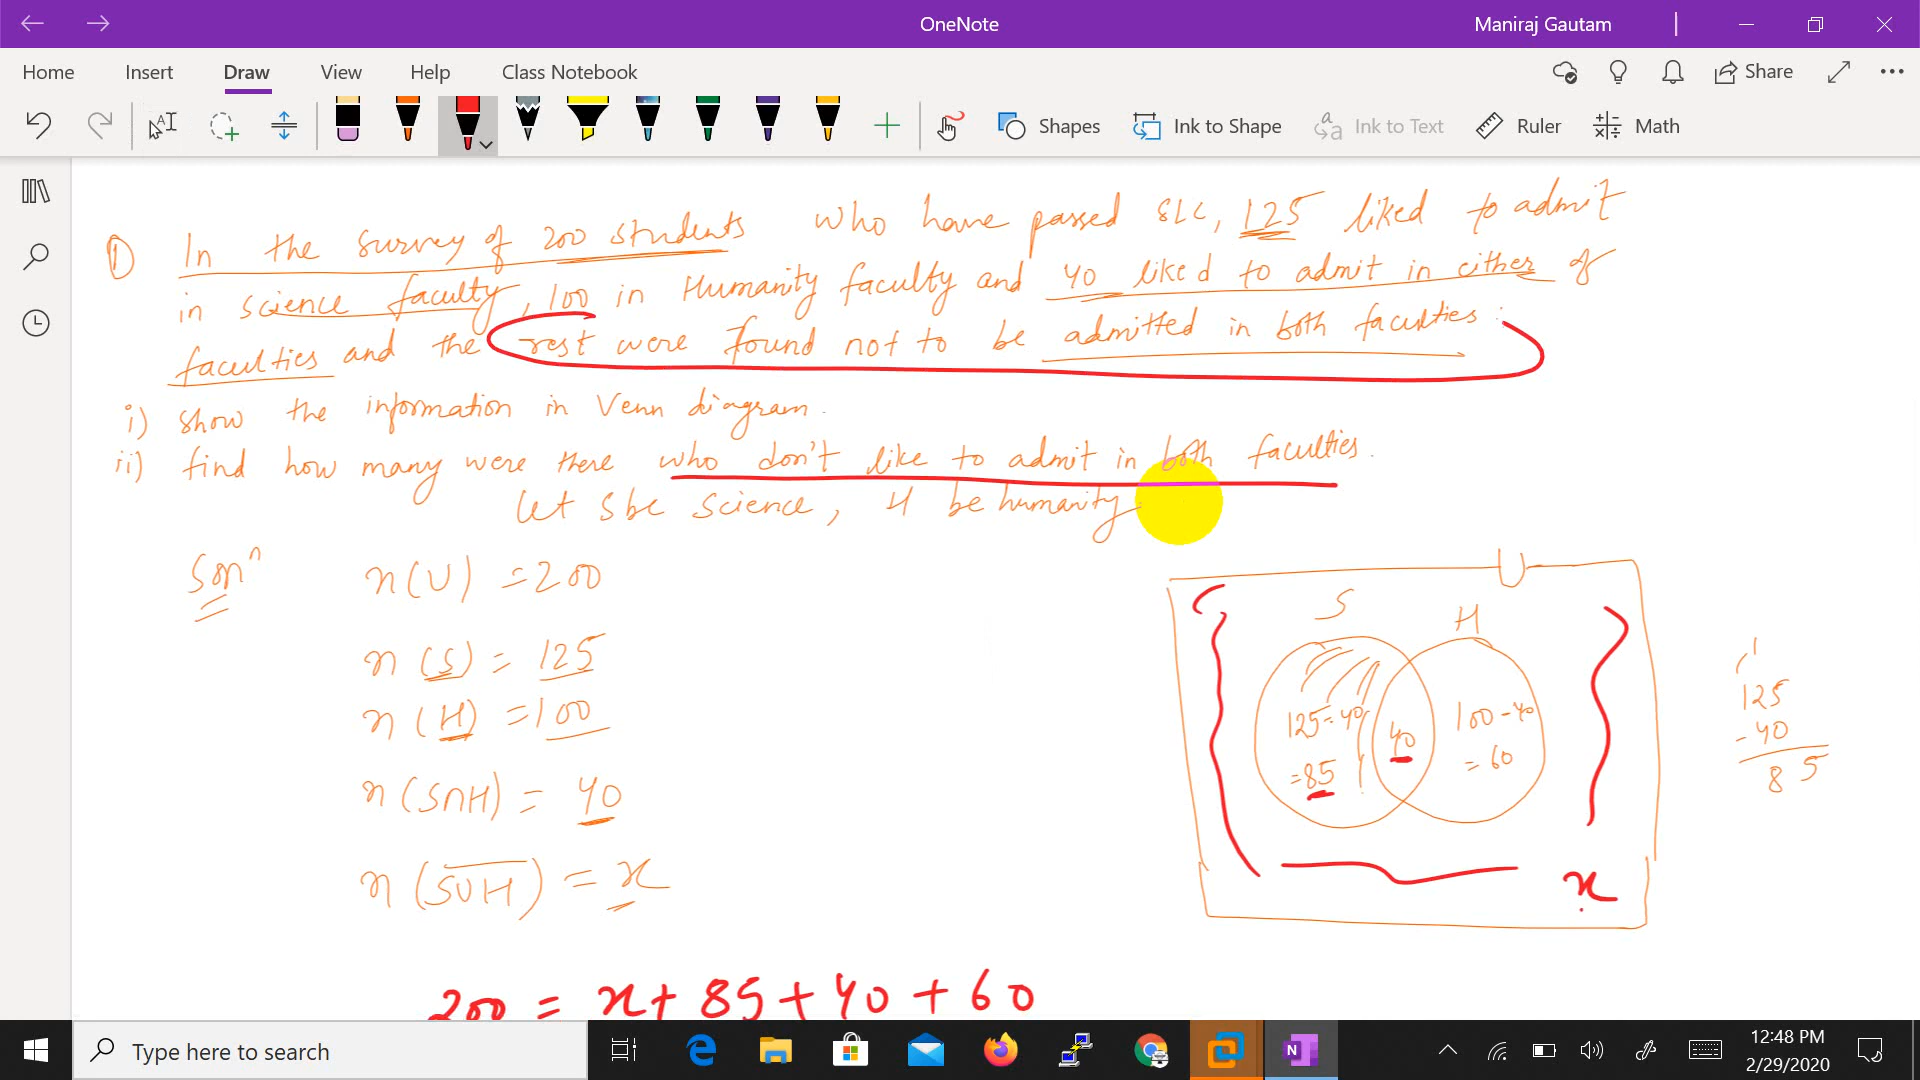 OneNote
Maniraj Gautam
Home Insert Draw View Help Class Notebook
Share
Shapes Ink to Shape Ink to Text Ruler Math
① In the survey of 200 students who have passed SLC, 125 liked to admit
in science faculty, 100 in Humanity faculty and 40 liked to admit in either of
faculties and the rest were found not to be admitted in both faculties.
i) show the information in Venn diagram.
ii) find how many were there who don't like to admit in both faculties.
let S be science, H be humanity
Solⁿ
n(U) = 200
n(S) = 125
n(H) = 100
n(S∩H) = 40
n(S̅∪̅H̅) = x
U
S H
125-40
=85
40
100-40
= 60
x
125
-40
85
200 = x + 85 + 40 + 60
Type here to search
12:48 PM
2/29/2020